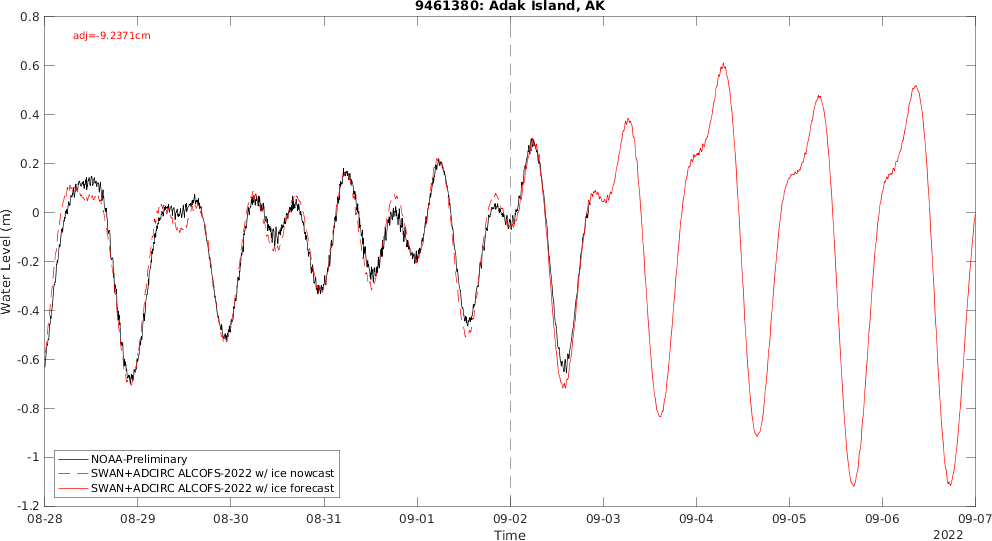 9461380: Adak Island, AK
adj=-9.2371cm
0.8
0.6
0.4
0.2
0
-0.2
-0.4
-0.6
-0.8
-1
-1.2
Water Level (m)
NOAA-Preliminary
SWAN+ADCIRC ALCOFS-2022 w/ ice nowcast
SWAN+ADCIRC ALCOFS-2022 w/ ice forecast
08-28 08-29 08-30 08-31 09-01 09-02 09-03 09-04 09-05 09-06 09-07
Time
2022